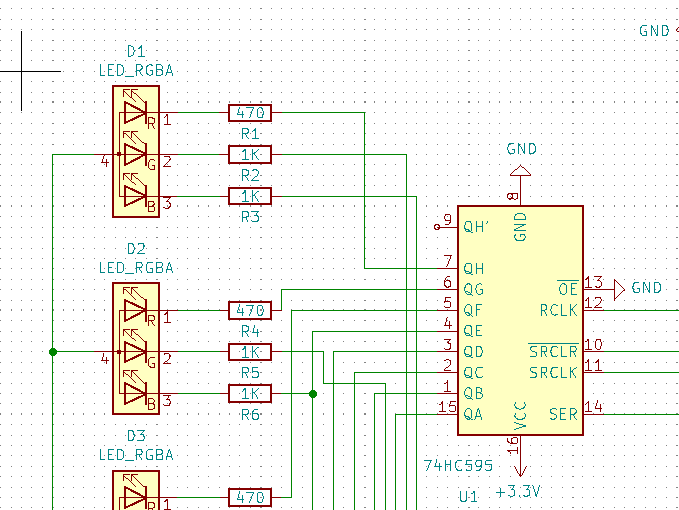 GND
D1
LED_RGBA
R 1
4 G 2
B 3
470
R1
1K
R2
1K
R3
D2
LED_RGBA
R 1
4 G 2
B 3
470
R4
1K
R5
1K
R6
D3
LED_RGBA
R 1
470
GND
8
GND
9 QH'
7 QH
6 QG
5 QF
4 QE
3 QD
2 QC
1 QB
15 QA
OE 13 GND
RCLK 12
SRCLR 10
SRCLK 11
SER 14
VCC
16
74HC595
U1
+3.3V